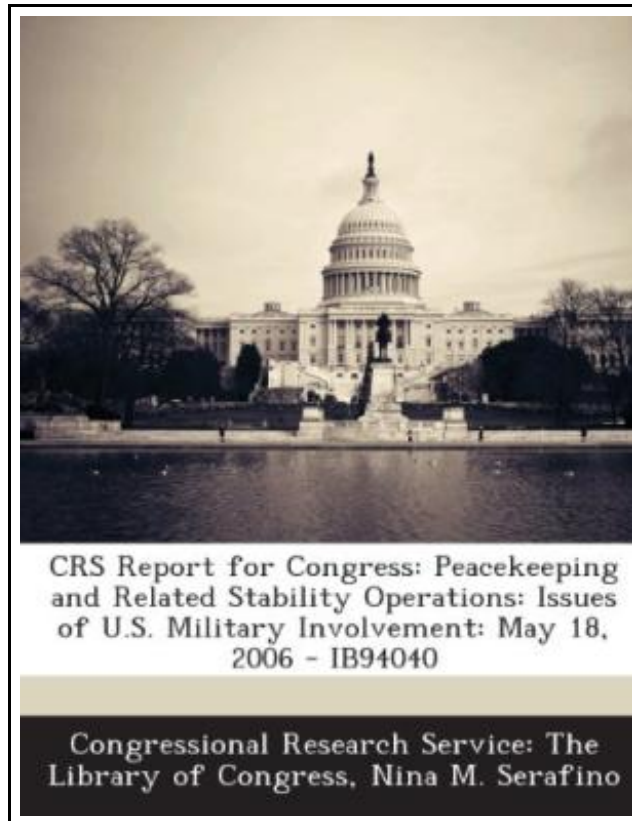 CRS Report for Congress: Peacekeeping
and Related Stability Operations: Issues
of U.S. Military Involvement: May 18,
2006 - IB94040
Congressional Research Service: The
Library of Congress, Nina M. Serafino